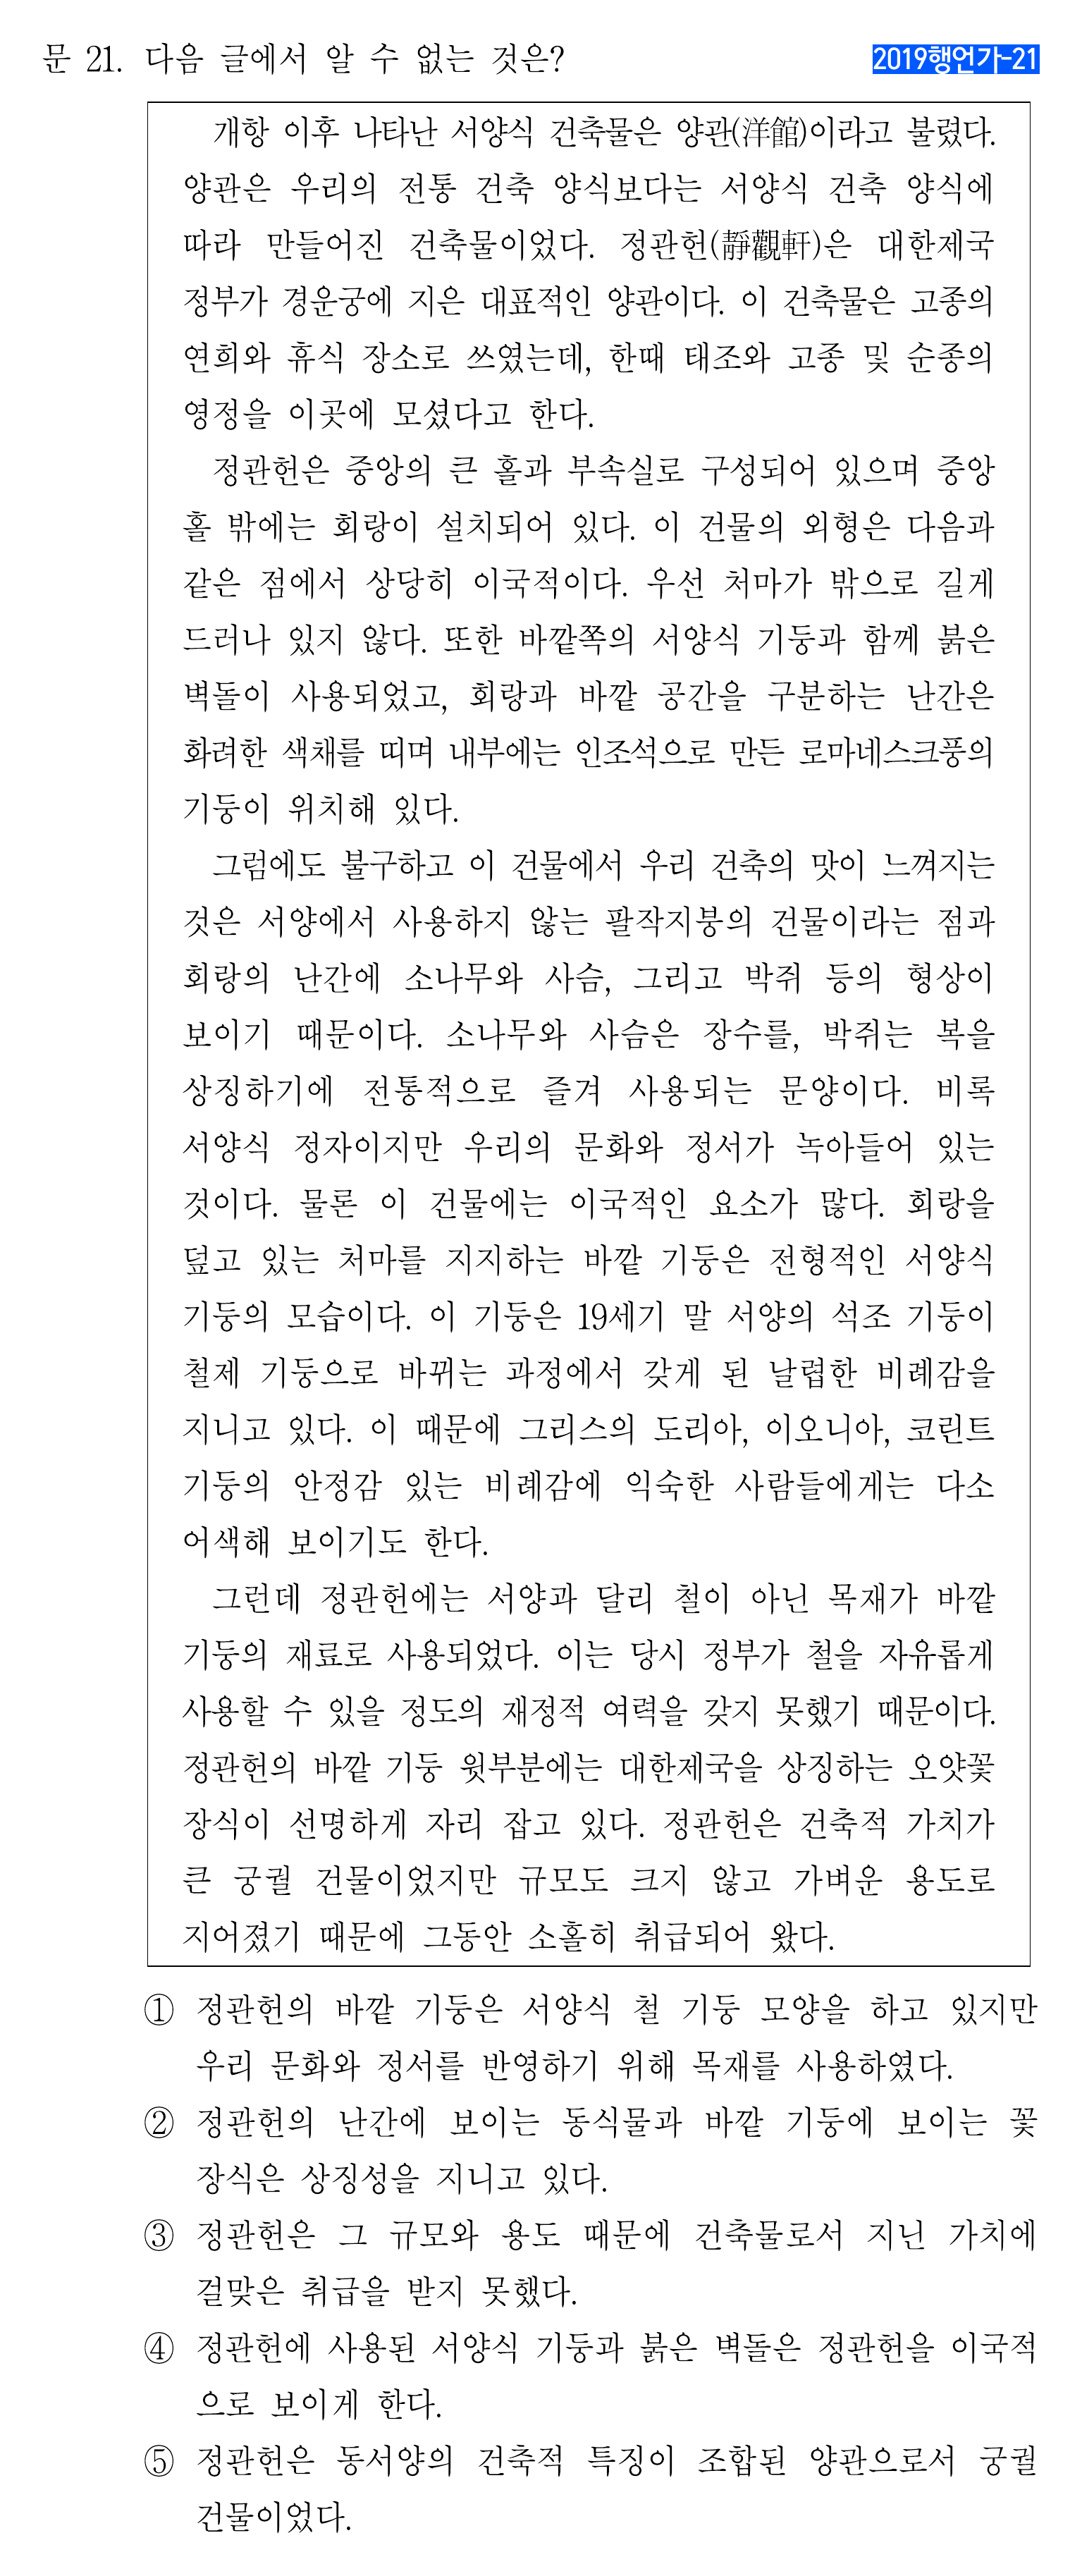 문 21. 다음 글에서 알 수 없는 것은?
2019행언가-21
개항 이후 나타난 서양식 건축물은 양관(洋館)이라고 불렸다.
양관은 우리의 전통 건축 양식보다는 서양식 건축 양식에
따라 만들어진 건축물이었다. 정관헌(靜觀軒)은 대한제국
정부가 경운궁에 지은 대표적인 양관이다. 이 건축물은 고종의
연희와 휴식 장소로 쓰였는데, 한때 태조와 고종 및 순종의
영정을 이곳에 모셨다고 한다.
정관헌은 중앙의 큰 홀과 부속실로 구성되어 있으며 중앙
홀 밖에는 회랑이 설치되어 있다. 이 건물의 외형은 다음과
같은 점에서 상당히 이국적이다. 우선 처마가 밖으로 길게
드러나 있지 않다. 또한 바깥쪽의 서양식 기둥과 함께 붉은
벽돌이 사용되었고, 회랑과 바깥 공간을 구분하는 난간은
화려한 색채를 띠며 내부에는 인조석으로 만든 로마네스크풍의
기둥이 위치해 있다.
그럼에도 불구하고 이 건물에서 우리 건축의 맛이 느껴지는
것은 서양에서 사용하지 않는 팔작지붕의 건물이라는 점과
회랑의 난간에 소나무와 사슴, 그리고 박쥐 등의 형상이
보이기 때문이다. 소나무와 사슴은 장수를, 박쥐는 복을
상징하기에 전통적으로 즐겨 사용되는 문양이다. 비록
서양식 정자이지만 우리의 문화와 정서가 녹아들어 있는
것이다. 물론 이 건물에는 이국적인 요소가 많다. 회랑을
덮고 있는 처마를 지지하는 바깥 기둥은 전형적인 서양식
기둥의 모습이다. 이 기둥은 19세기 말 서양의 석조 기둥이
철제 기둥으로 바뀌는 과정에서 갖게 된 날렵한 비례감을
지니고 있다. 이 때문에 그리스의 도리아, 이오니아, 코린트
기둥의 안정감 있는 비례감에 익숙한 사람들에게는 다소
어색해 보이기도 한다.
그런데 정관헌에는 서양과 달리 철이 아닌 목재가 바깥
기둥의 재료로 사용되었다. 이는 당시 정부가 철을 자유롭게
사용할 수 있을 정도의 재정적 여력을 갖지 못했기 때문이다.
정관헌의 바깥 기둥 윗부분에는 대한제국을 상징하는 오얏꽃
장식이 선명하게 자리 잡고 있다. 정관헌은 건축적 가치가
큰 궁궐 건물이었지만 규모도 크지 않고 가벼운 용도로
지어졌기 때문에 그동안 소홀히 취급되어 왔다.
① 정관헌의 바깥 기둥은 서양식 철 기둥 모양을 하고 있지만
우리 문화와 정서를 반영하기 위해 목재를 사용하였다.
② 정관헌의 난간에 보이는 동식물과 바깥 기둥에 보이는 꽃
장식은 상징성을 지니고 있다.
③ 정관헌은 그 규모와 용도 때문에 건축물로서 지닌 가치에
걸맞은 취급을 받지 못했다.
④ 정관헌에 사용된 서양식 기둥과 붉은 벽돌은 정관헌을 이국적
으로 보이게 한다.
⑤ 정관헌은 동서양의 건축적 특징이 조합된 양관으로서 궁궐
건물이었다.